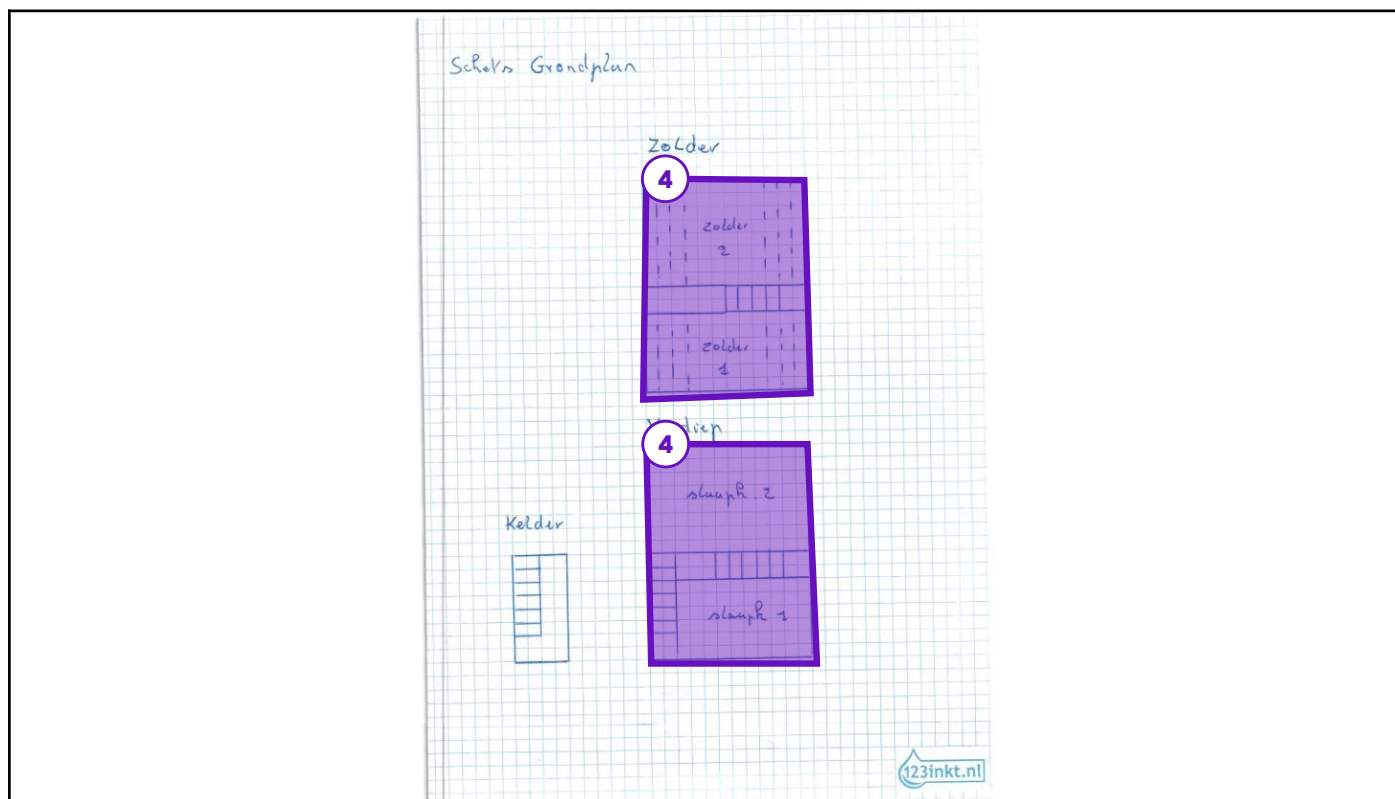 Schets Grondplan
Zolder
4
zolder
2
zolder
1
4
slaapk. 2
Kelder
slaapk 1
123inkt.nl